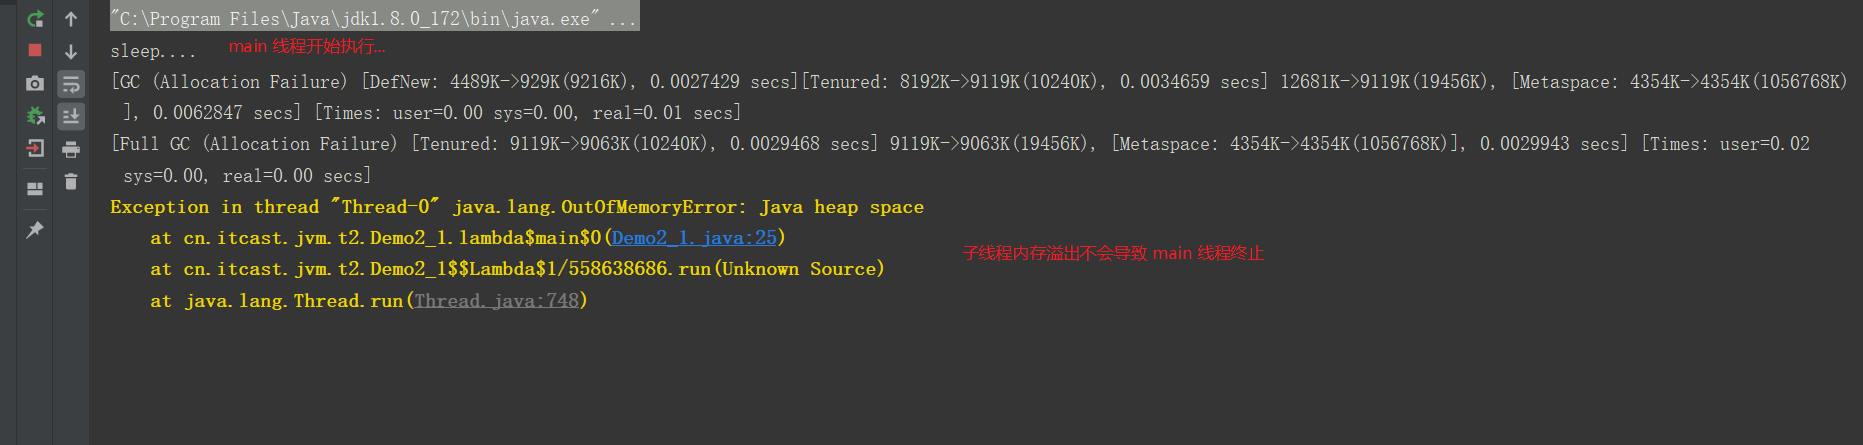 "C:\Program Files\Java\jdk1.8.0_172\bin\java.exe" ...
sleep.... main 线程开始执行...
[GC (Allocation Failure) [DefNew: 4489K->929K(9216K), 0.0027429 secs][Tenured: 8192K->9119K(10240K), 0.0034659 secs] 12681K->9119K(19456K), [Metaspace: 4354K->4354K(1056768K)
], 0.0062847 secs] [Times: user=0.00 sys=0.00, real=0.01 secs]
[Full GC (Allocation Failure) [Tenured: 9119K->9063K(10240K), 0.0029468 secs] 9119K->9063K(19456K), [Metaspace: 4354K->4354K(1056768K)], 0.0029943 secs] [Times: user=0.02
sys=0.00, real=0.00 secs]
Exception in thread "Thread-0" java.lang.OutOfMemoryError: Java heap space
at cn.itcast.jvm.t2.Demo2_1.lambda$main$0(Demo2_1.java:25)
子线程内存溢出不会导致 main 线程终止
at cn.itcast.jvm.t2.Demo2_1$$Lambda$1/558638686.run(Unknown Source)
at java.lang.Thread.run(Thread.java:748)